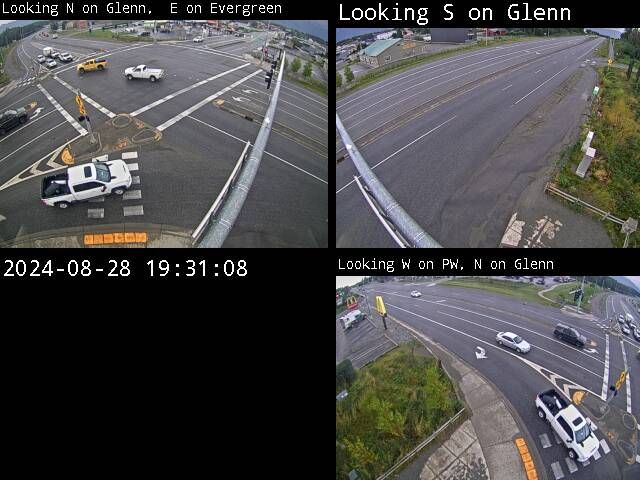 Looking N on Glenn,  E on Evergreen
Looking S on Glenn
2024-08-28 19:31:08
Looking W on PW, N on Glenn